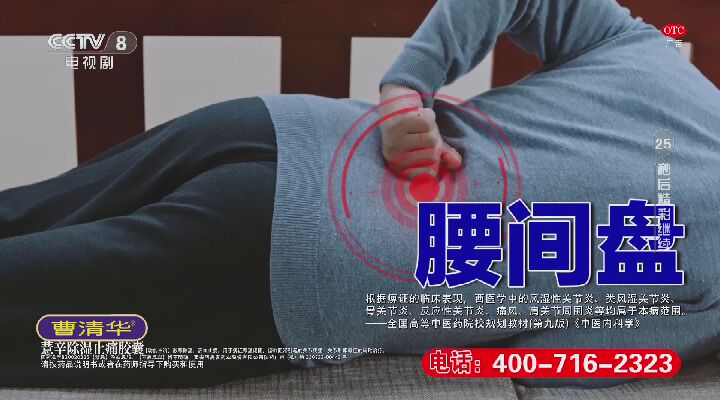 CCTV 8
电视剧
OTC
广告
25
秒后精彩继续
腰间盘
根据痹证的临床表现，西医学中的风湿性关节炎、类风湿关节炎、
骨关节炎、反应性关节炎、痛风、肩关节周围炎等均属于本病范围。
——全国高等中医药院校规划教材(第九版)《中医内科学》
曹清华®
薏辛除湿止痛胶囊
请按药品说明书或者在药师指导下购买和使用
电话：400-716-2323